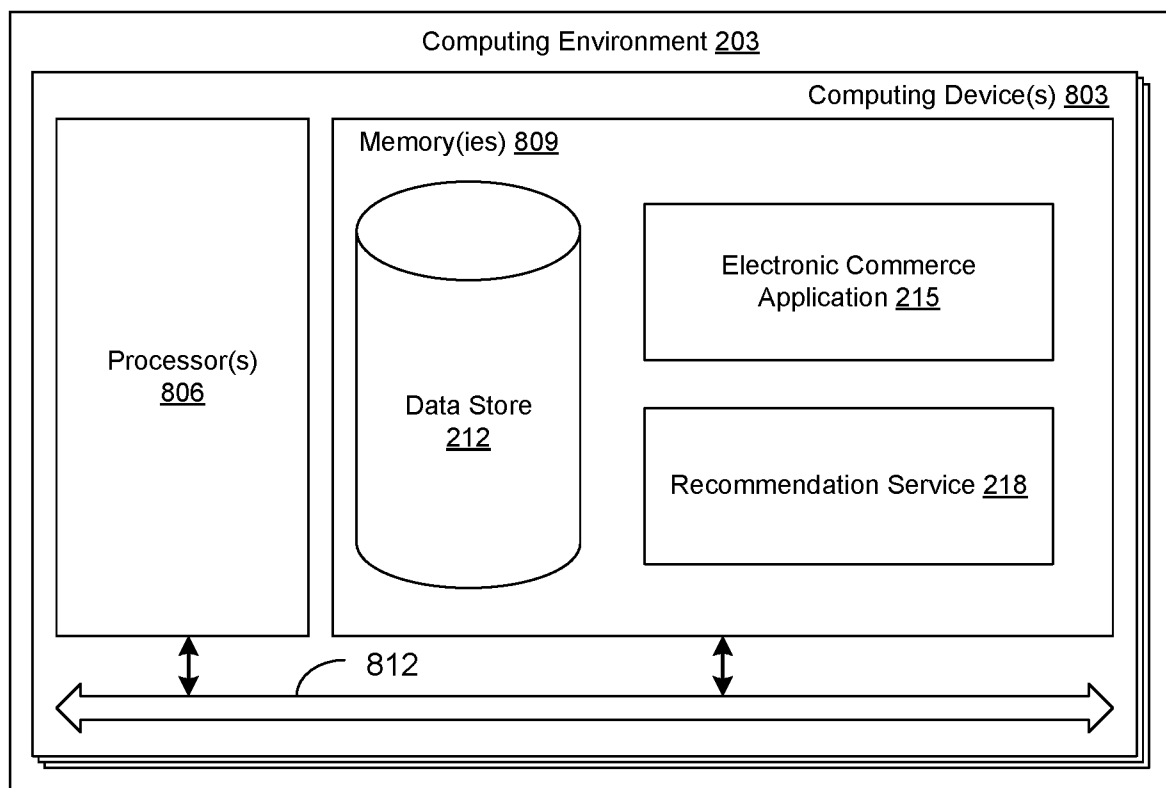 Computing Environment 203
Computing Device(s) 803
Memory(ies) 809
Processor(s)
806
Data Store
212
Electronic Commerce
Application 215
Recommendation Service 218
812